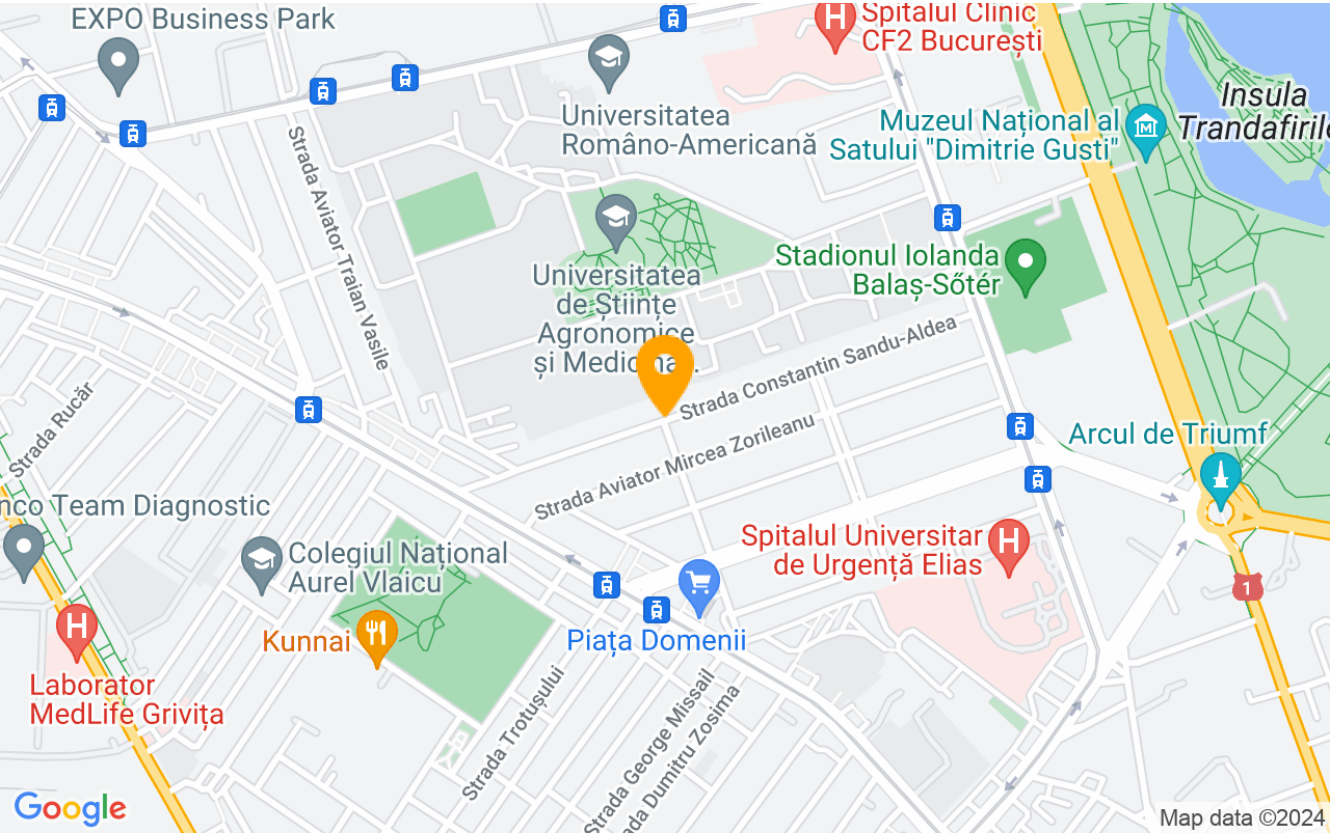 EXPO Business Park
Spitalul Clinic
CF2 București
Universitatea
Româno-Americană
Muzeul Național al
Satului "Dimitrie Gusti"
Insula
Trandafiril
Strada Aviator Traian Vasile
Universitatea
de Științe
Agronomice
și Medicina
Stadionul Iolanda
Balaș-Sőtér
Strada Constantin Sandu-Aldea
Strada Aviator Mircea Zorileanu
Strada Rucăr
Arcul de Triumf
nco Team Diagnostic
Colegiul Național
Aurel Vlaicu
Spitalul Universitar
de Urgență Elias
1
Kunnai
Piața Domenii
Laborator
MedLife Grivița
Strada Trotușului
Strada George Missail
ada Dumitru Zosima
Google
Map data ©2024